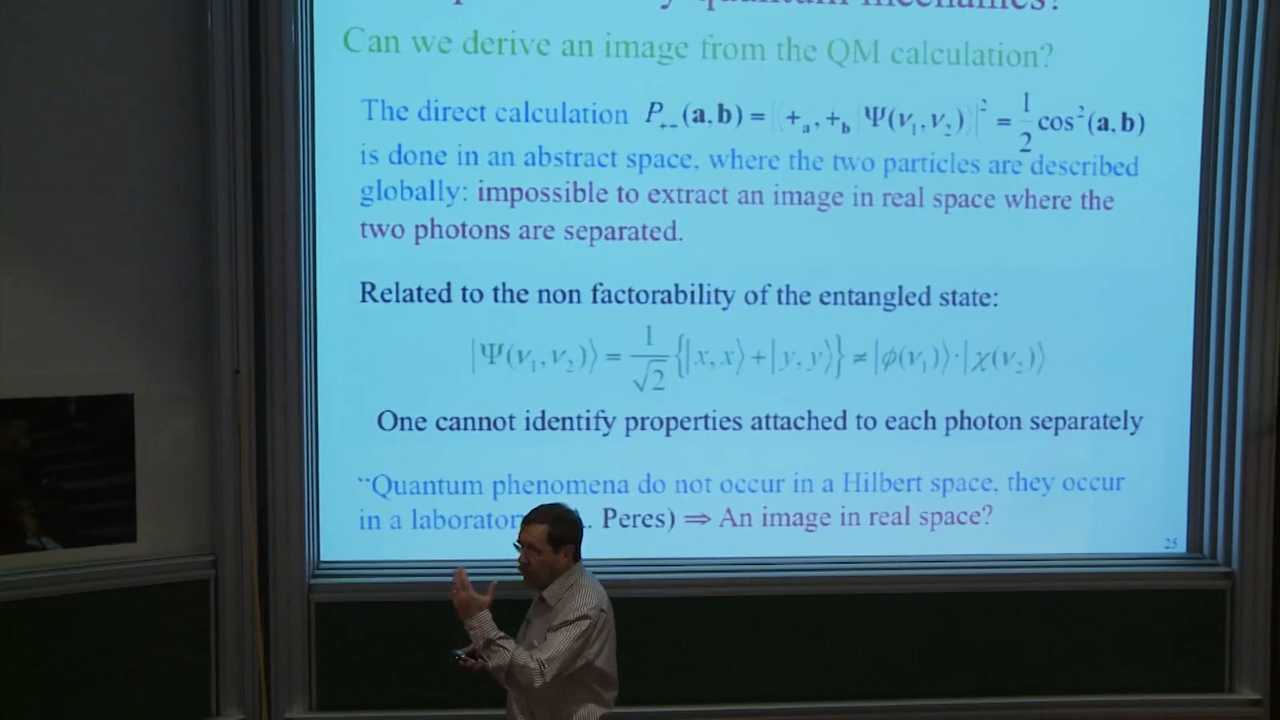 quantum mechanics?
Can we derive an image from the QM calculation?
The direct calculation P₊₊(a,b) = |⟨+ₐ,+_b|Ψ(ν₁,ν₂)⟩|² = 1/2 cos²(a,b)
is done in an abstract space, where the two particles are described
globally: impossible to extract an image in real space where the
two photons are separated.
Related to the non factorability of the entangled state:
|Ψ(ν₁,ν₂)⟩ = 1/√2 {|x,x⟩ + |y,y⟩} ≠ |ϕ(ν₁)⟩·|χ(ν₂)⟩
One cannot identify properties attached to each photon separately
“Quantum phenomena do not occur in a Hilbert space, they occur
in a laborator . Peres) ⇒ An image in real space?
25